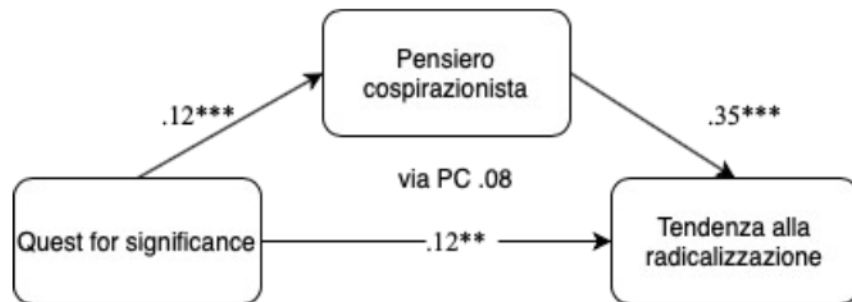 Pensiero
cospirazionista
.12***
.35***
via PC .08
Quest for significance
.12**
Tendenza alla
radicalizzazione